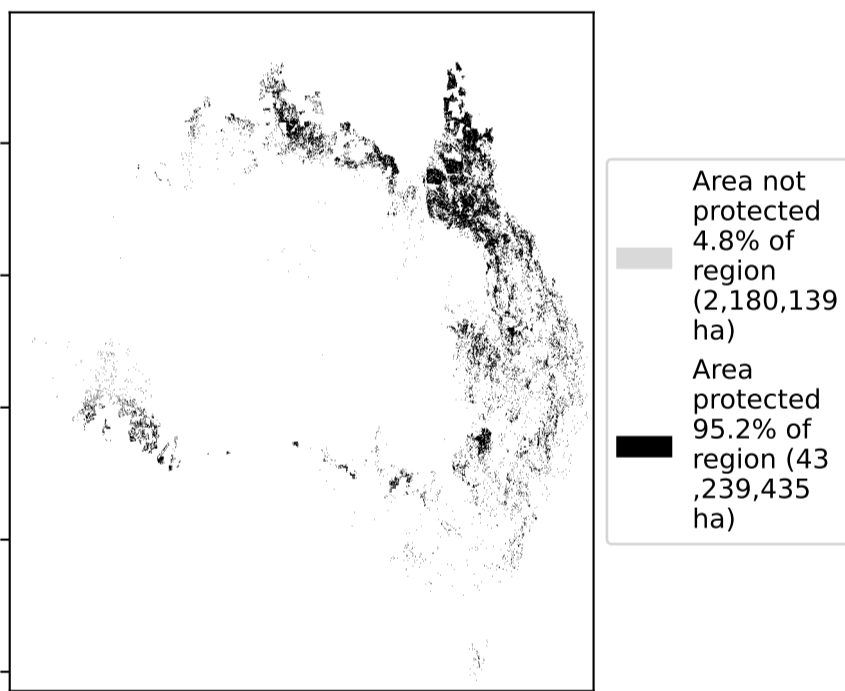 Area not
protected
4.8% of
region
(2,180,139
ha)
Area
protected
95.2% of
region (43
,239,435
ha)